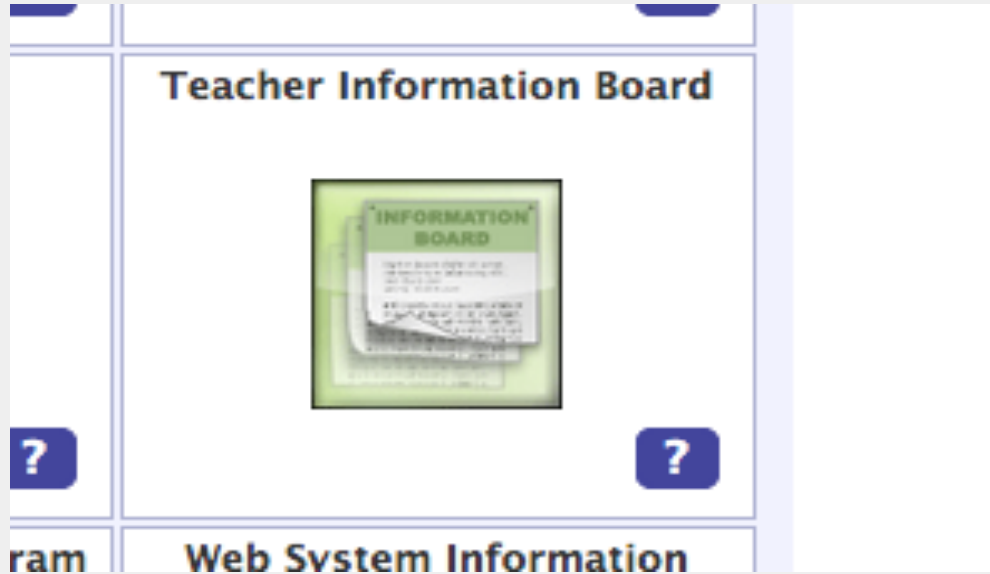 Teacher Information Board
INFORMATION
BOARD
?
?
ram
Web System Information